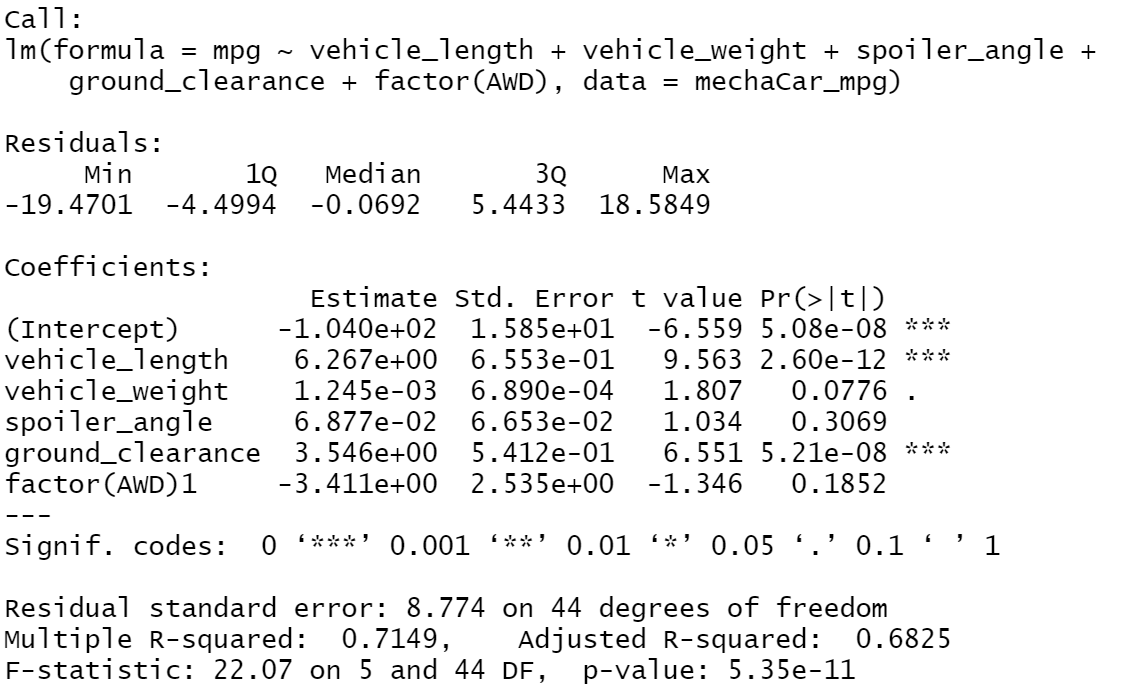 Call:
lm(formula = mpg ~ vehicle_length + vehicle_weight + spoiler_angle +
    ground_clearance + factor(AWD), data = mechaCar_mpg)

Residuals:
     Min       1Q   Median       3Q      Max
-19.4701  -4.4994  -0.0692   5.4433  18.5849

Coefficients:
                   Estimate Std. Error t value Pr(>|t|)
(Intercept)      -1.040e+02  1.585e+01  -6.559 5.08e-08 ***
vehicle_length    6.267e+00  6.553e-01   9.563 2.60e-12 ***
vehicle_weight    1.245e-03  6.890e-04   1.807   0.0776 .
spoiler_angle     6.877e-02  6.653e-02   1.034   0.3069
ground_clearance  3.546e+00  5.412e-01   6.551 5.21e-08 ***
factor(AWD)1     -3.411e+00  2.535e+00  -1.346   0.1852
---
Signif. codes:  0 ‘***’ 0.001 ‘**’ 0.01 ‘*’ 0.05 ‘.’ 0.1 ‘ ’ 1

Residual standard error: 8.774 on 44 degrees of freedom
Multiple R-squared:  0.7149,    Adjusted R-squared:  0.6825
F-statistic: 22.07 on 5 and 44 DF,  p-value: 5.35e-11